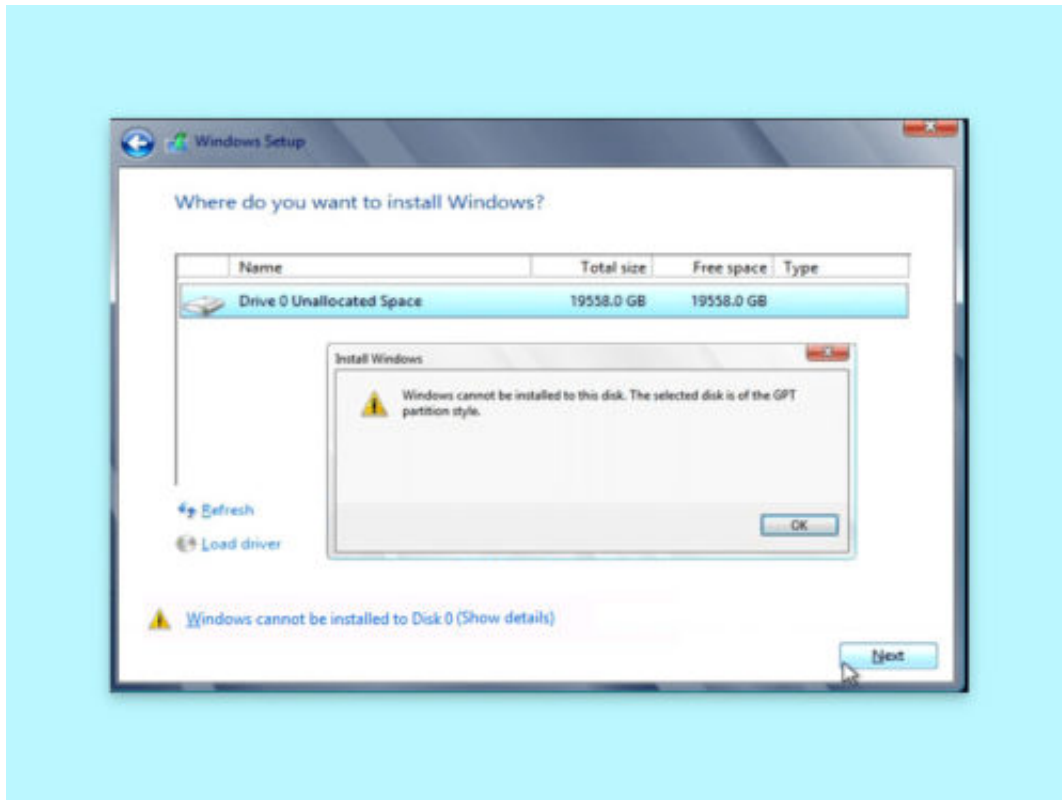 Windows Setup
Where do you want to install Windows?
Name Total size Free space Type
Drive 0 Unallocated Space 19558.0 GB 19558.0 GB
Install Windows
Windows cannot be installed to this disk. The selected disk is of the GPT
partition style.
OK
Refresh
Load driver
Windows cannot be installed to Disk 0 (Show details)
Next